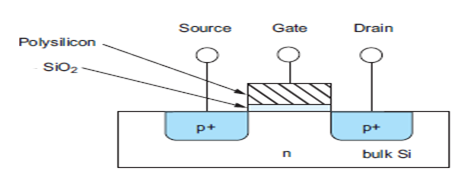 Source Gate Drain
Polysilicon
SiO₂
p+ p+
n bulk Si